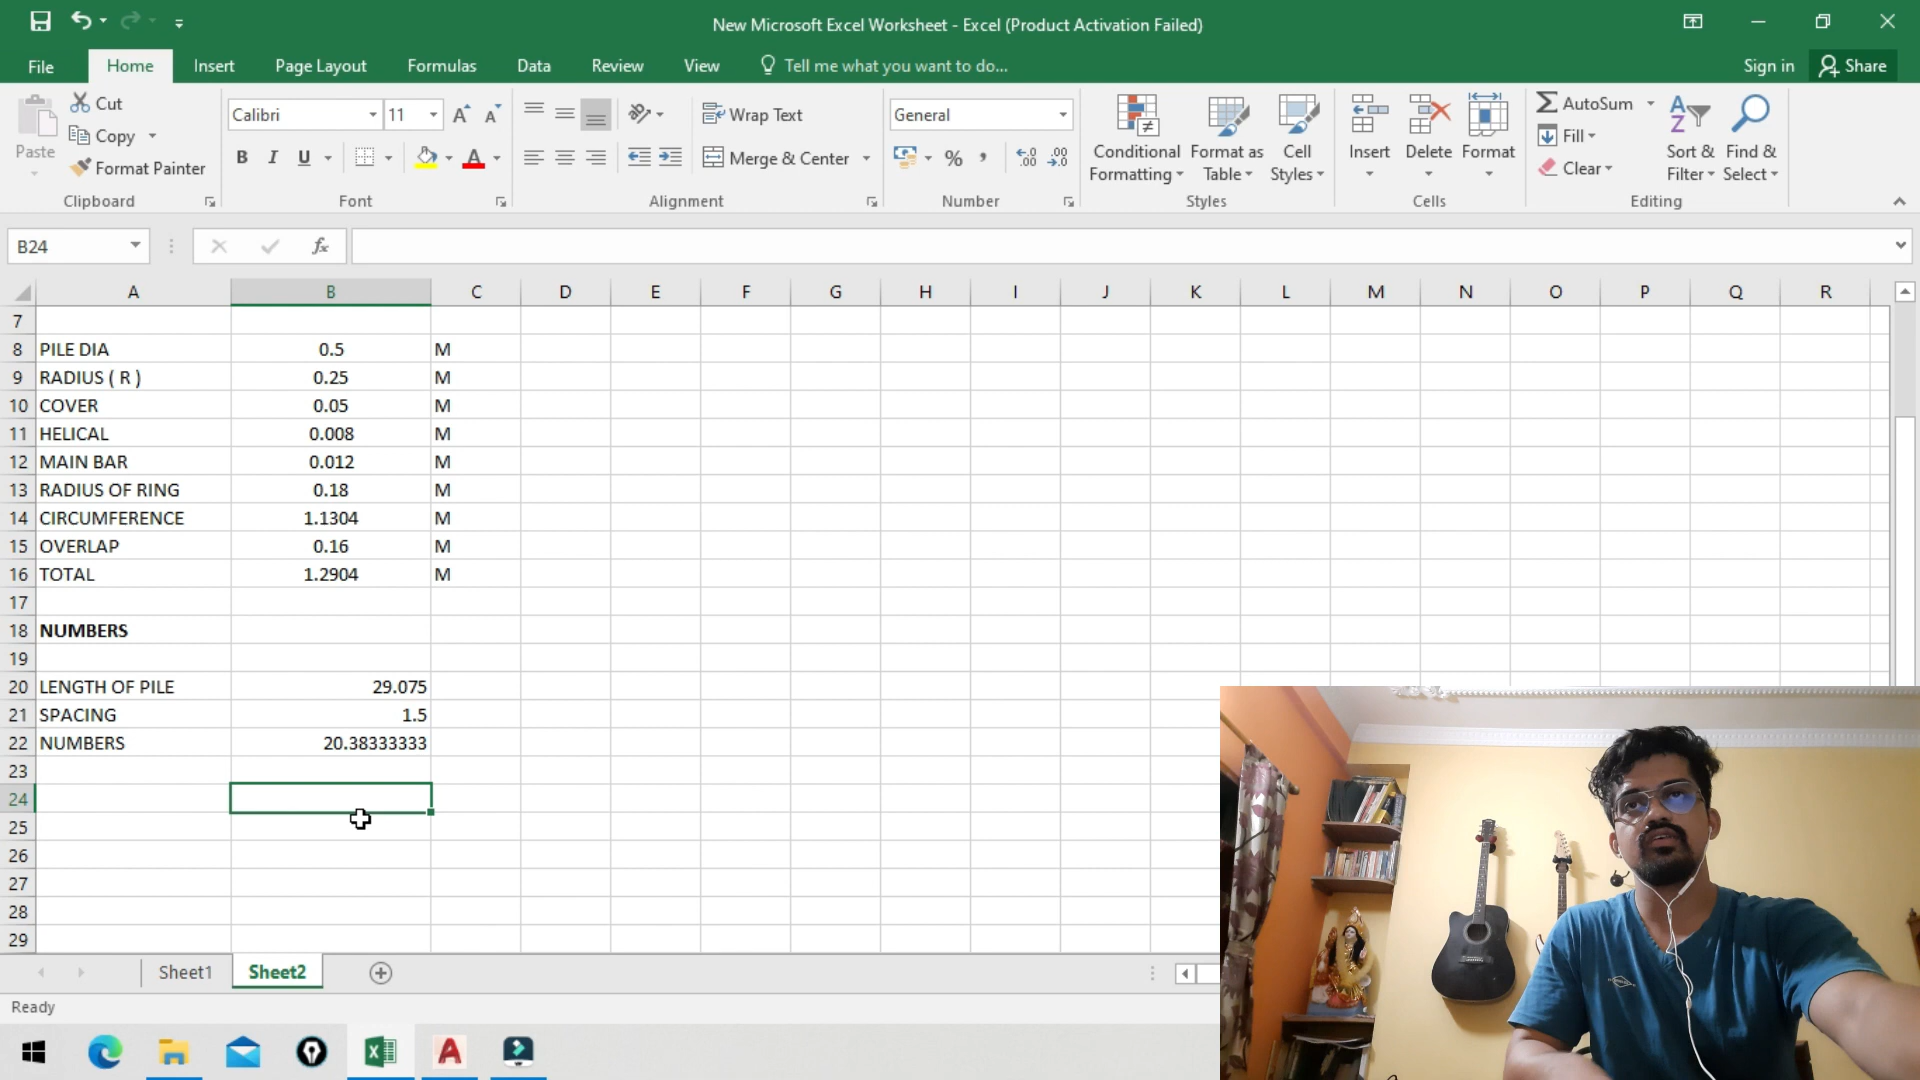 New Microsoft Excel Worksheet - Excel (Product Activation Failed)
File Home Insert Page Layout Formulas Data Review View Tell me what you want to do... Sign in Share
Paste Cut Copy Format Painter Clipboard
Calibri 11 B I U A Font
Wrap Text Merge & Center Alignment
General % Number
Conditional Formatting Format as Table Cell Styles Styles
Insert Delete Format Cells
AutoSum Fill Clear Sort & Filter Find & Select Editing
B24 fx
A B C D E F G H I J K L M N O P Q R
7
8 PILE DIA 0.5 M
9 RADIUS ( R ) 0.25 M
10 COVER 0.05 M
11 HELICAL 0.008 M
12 MAIN BAR 0.012 M
13 RADIUS OF RING 0.18 M
14 CIRCUMFERENCE 1.1304 M
15 OVERLAP 0.16 M
16 TOTAL 1.2904 M
17
18 NUMBERS
19
20 LENGTH OF PILE 29.075
21 SPACING 1.5
22 NUMBERS 20.38333333
23
24
25
26
27
28
29
Sheet1 Sheet2
Ready